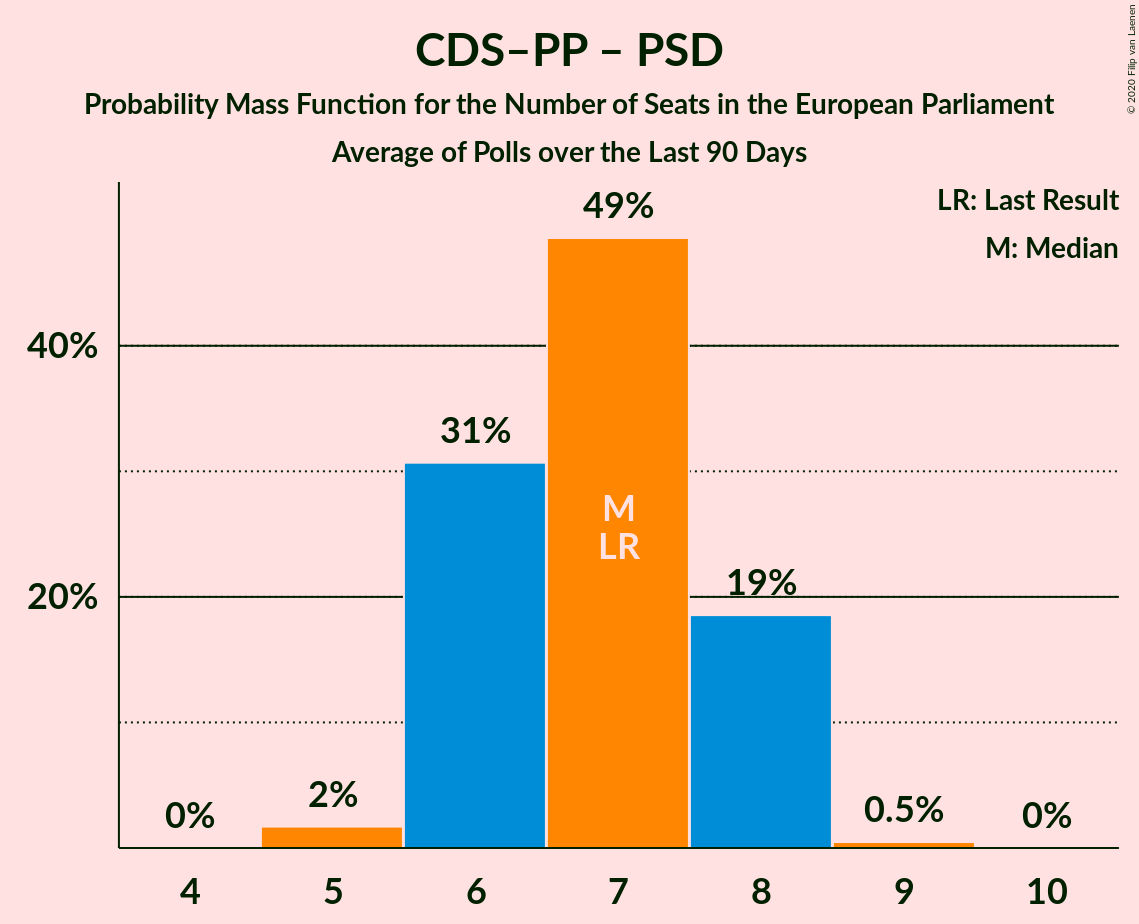 CDS–PP – PSD
Probability Mass Function for the Number of Seats in the European Parliament
Average of Polls over the Last 90 Days
© 2020 Filip van Laenen
LR: Last Result
M: Median
49%
40%
31%
M
LR
20%
19%
0%
2%
0.5%
0%
4 5 6 7 8 9 10